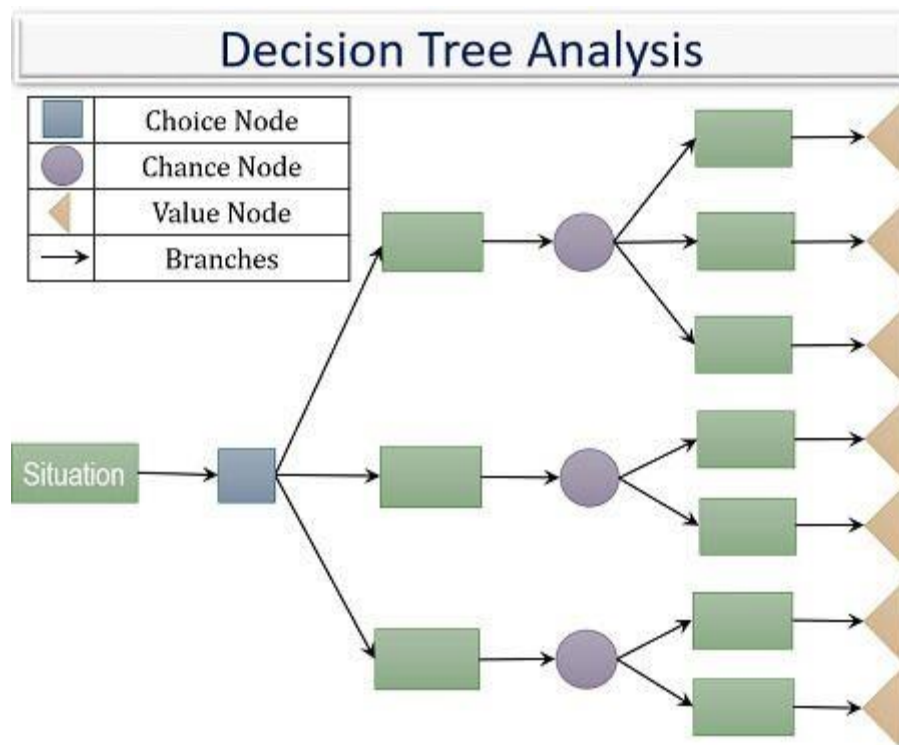 Decision Tree Analysis
Choice Node
Chance Node
Value Node
Branches
Situation